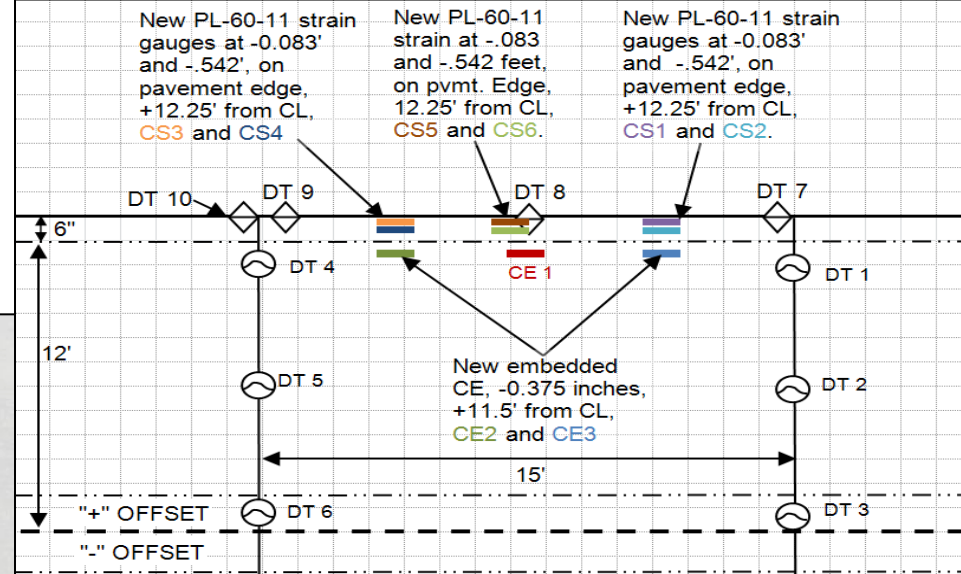 New PL-60-11 strain
gauges at -0.083'
and -.542', on
pavement edge,
+12.25' from CL,
CS3 and CS4
New PL-60-11
strain at -.083
and -.542 feet,
on pvmt. Edge,
12.25' from CL,
CS5 and CS6.
New PL-60-11 strain
gauges at -0.083'
and -.542', on
pavement edge,
+12.25' from CL,
CS1 and CS2.
DT 10
DT 9
DT 8
DT 7
6"
DT 4
CE 1
DT 1
12'
DT 5
New embedded
CE, -0.375 inches,
+11.5' from CL,
CE2 and CE3
DT 2
15'
"+" OFFSET
DT 6
DT 3
"-" OFFSET